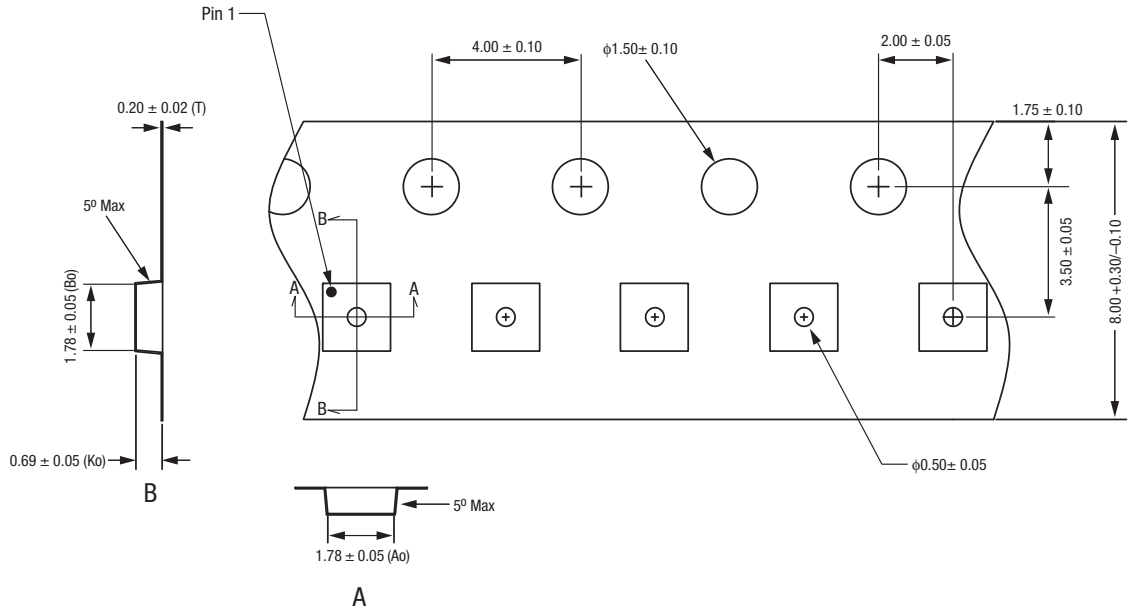 Pin 1
4.00 ± 0.10
ϕ1.50± 0.10
2.00 ± 0.05
0.20 ± 0.02 (T)
1.75 ± 0.10
5º Max
B
3.50 ± 0.05
8.00 +0.30/–0.10
1.78 ± 0.05 (Bo)
A
A
B
0.69 ± 0.05 (Ko)
ϕ0.50± 0.05
B
5º Max
1.78 ± 0.05 (Ao)
A